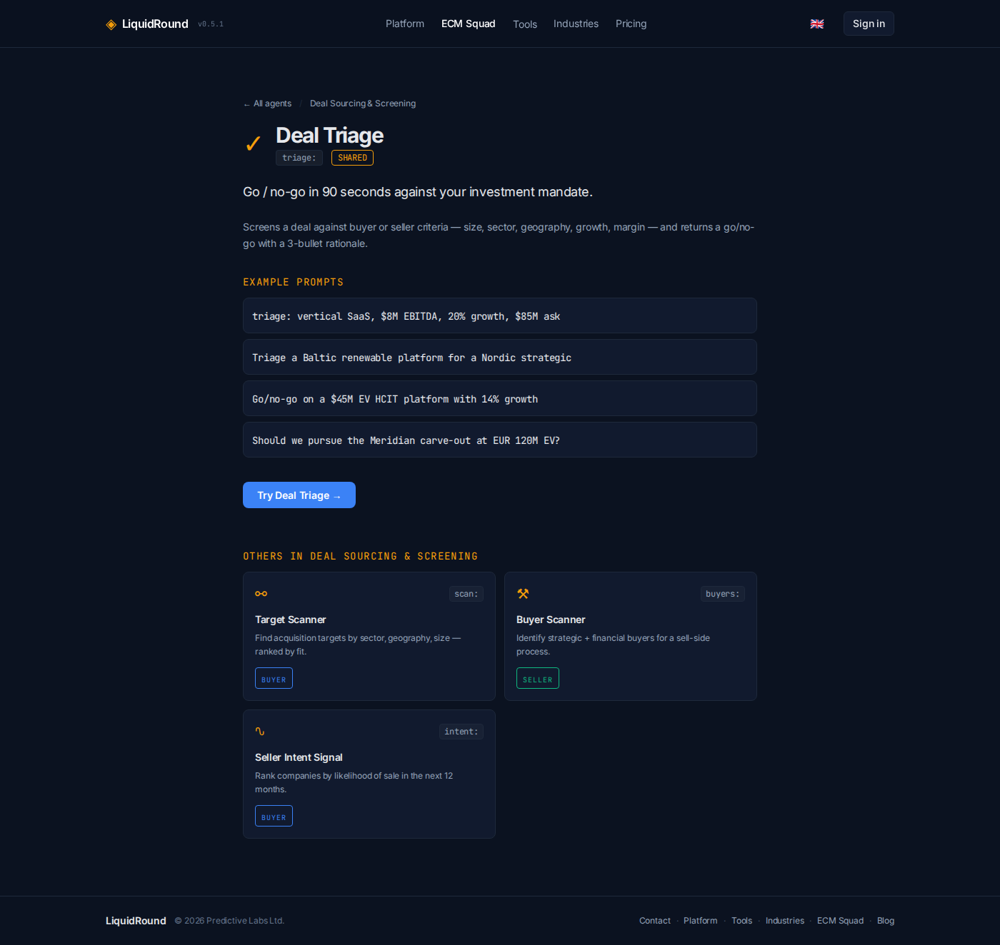 LiquidRound v0.5.1
Platform ECM Squad Tools Industries Pricing
Sign in
← All agents / Deal Sourcing & Screening
✓ Deal Triage
triage: SHARED
Go / no-go in 90 seconds against your investment mandate.
Screens a deal against buyer or seller criteria — size, sector, geography, growth, margin — and returns a go/no-
go with a 3-bullet rationale.
EXAMPLE PROMPTS
triage: vertical SaaS, $8M EBITDA, 20% growth, $85M ask
Triage a Baltic renewable platform for a Nordic strategic
Go/no-go on a $45M EV HCIT platform with 14% growth
Should we pursue the Meridian carve-out at EUR 120M EV?
Try Deal Triage →
OTHERS IN DEAL SOURCING & SCREENING
scan:
Target Scanner
Find acquisition targets by sector, geography, size —
ranked by fit.
BUYER
buyers:
Buyer Scanner
Identify strategic + financial buyers for a sell-side
process.
SELLER
intent:
Seller Intent Signal
Rank companies by likelihood of sale in the next 12
months.
BUYER
LiquidRound © 2026 Predictive Labs Ltd.
Contact · Platform · Tools · Industries · ECM Squad · Blog